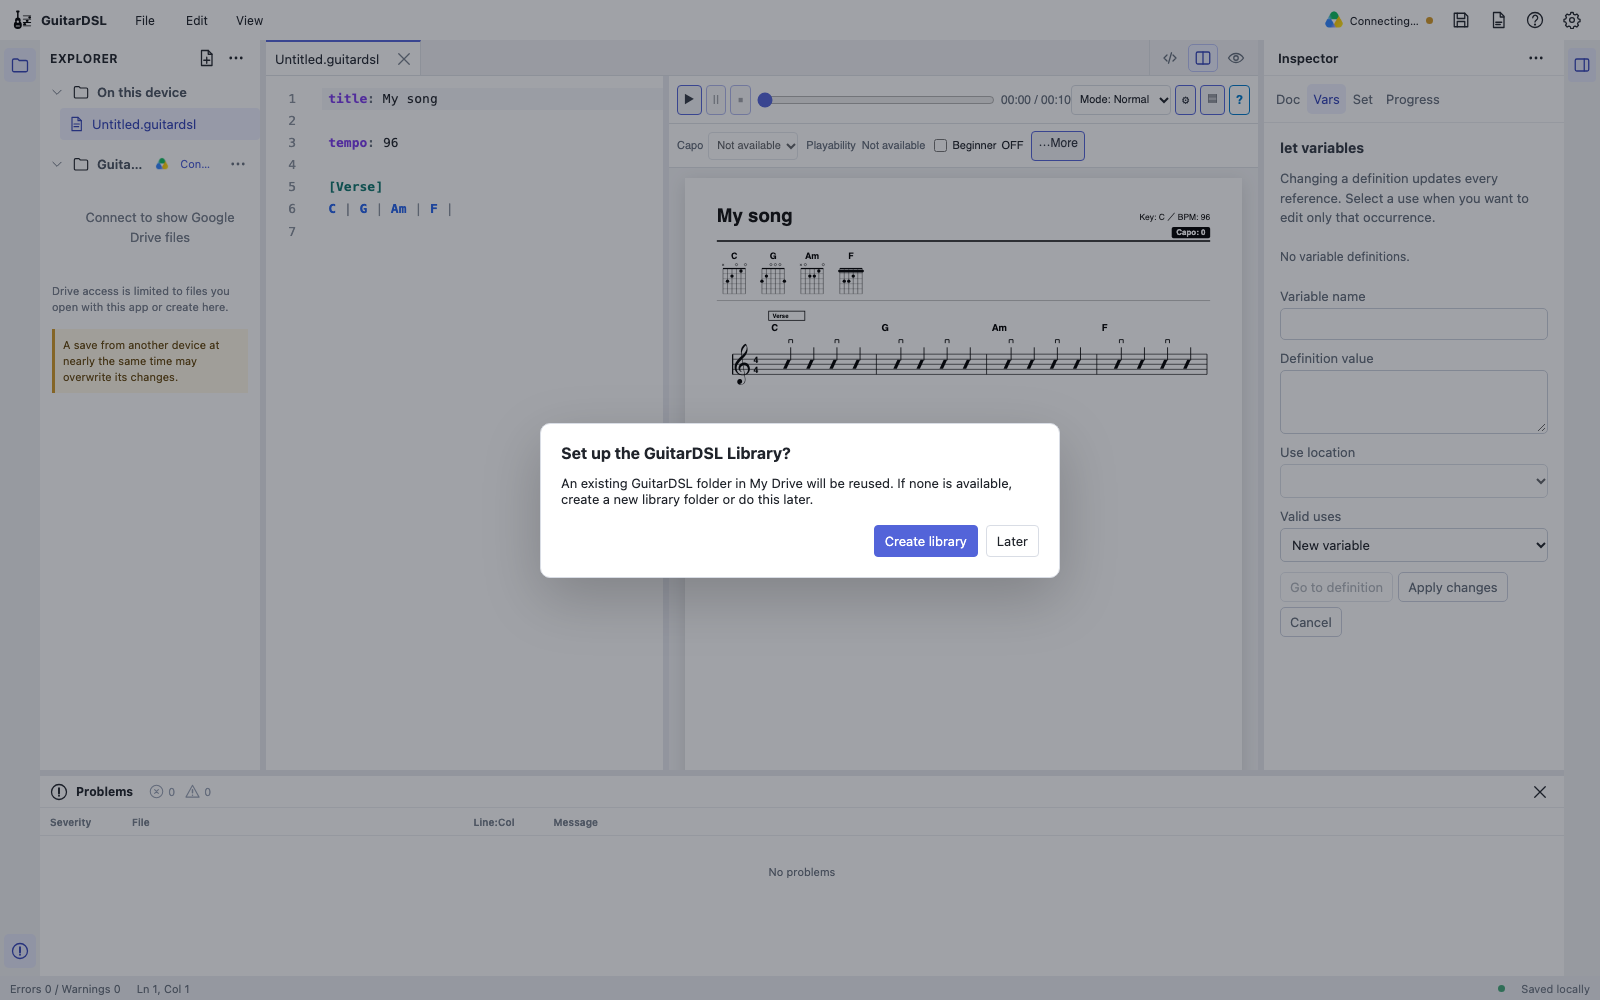 GuitarDSL File Edit View Connecting...
EXPLORER
On this device
Untitled.guitardsl
Guita... Con...
Connect to show Google
Drive files
Drive access is limited to files you
open with this app or create here.
A save from another device at
nearly the same time may
overwrite its changes.
Untitled.guitardsl
1 title: My song
2
3 tempo: 96
4
5 [Verse]
6 C | G | Am | F |
7
00:00 / 00:10 Mode: Normal ?
Capo Not available Playability Not available Beginner OFF ...More
My song
Key: C / BPM: 96
Capo: 0
C G Am F
Verse
C G Am F
4
4
Set up the GuitarDSL Library?
An existing GuitarDSL folder in My Drive will be reused. If none is available,
create a new library folder or do this later.
Create library Later
Inspector
Doc Vars Set Progress
let variables
Changing a definition updates every
reference. Select a use when you want to
edit only that occurrence.
No variable definitions.
Variable name
Definition value
Use location
Valid uses
New variable
Go to definition Apply changes
Cancel
Problems 0 0
Severity File Line:Col Message
No problems
Errors 0 / Warnings 0 Ln 1, Col 1 Saved locally